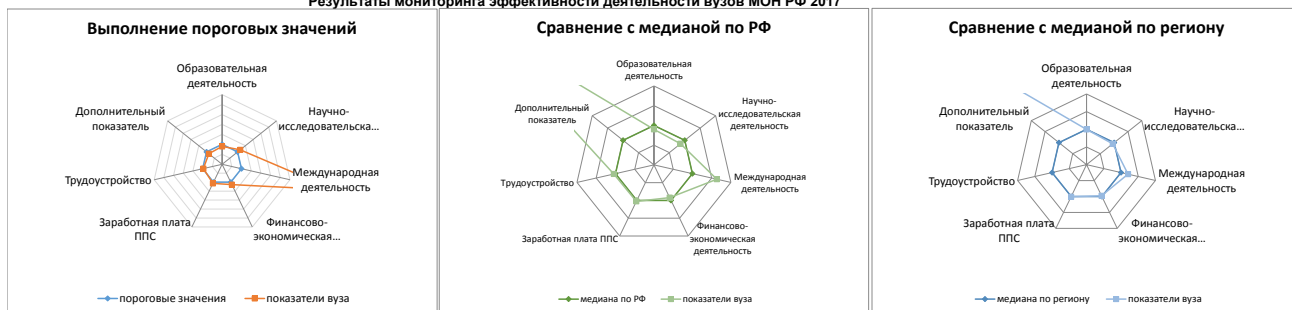 Результаты мониторинга эффективности деятельности вузов МОН РФ 2017
Выполнение пороговых значений
Образовательная
деятельность
Научно-
исследовательска...
Международная
деятельность
Финансово-
экономическая...
Заработная плата
ППС
Трудоустройство
Дополнительный
показатель
пороговые значения
показатели вуза
Сравнение с медианой по РФ
Образовательная
деятельность
Научно-
исследовательская
деятельность
Международная
деятельность
Финансово-
экономическая
деятельность
Заработная плата ППС
Трудоустройство
Дополнительный
показатель
медиана по РФ
показатели вуза
Сравнение с медианой по региону
Образовательная
деятельность
Научно-
исследовательска...
Международная
деятельность
Финансово-
экономическая...
Заработная плата
ППС
Трудоустройство
Дополнительный
показатель
медиана по региону
показатели вуза